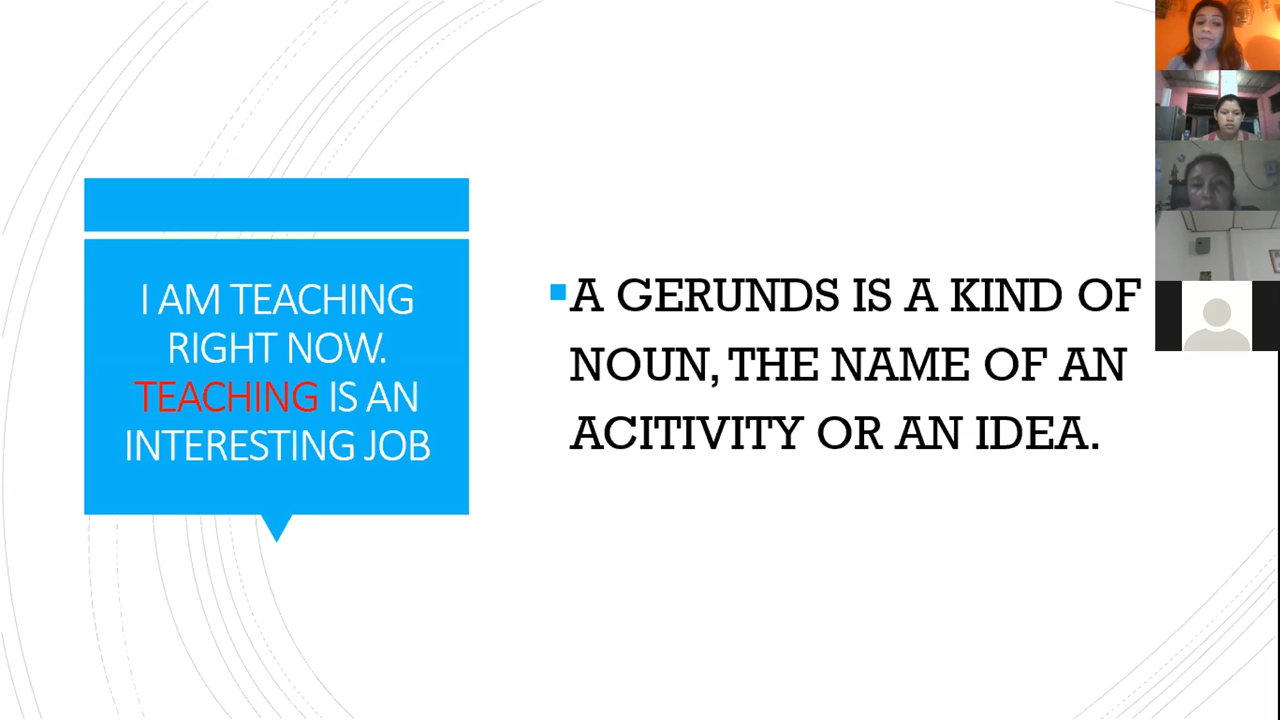 I AM TEACHING
RIGHT NOW.
TEACHING IS AN
INTERESTING JOB
A GERUNDS IS A KIND OF
NOUN, THE NAME OF AN
ACITIVITY OR AN IDEA.